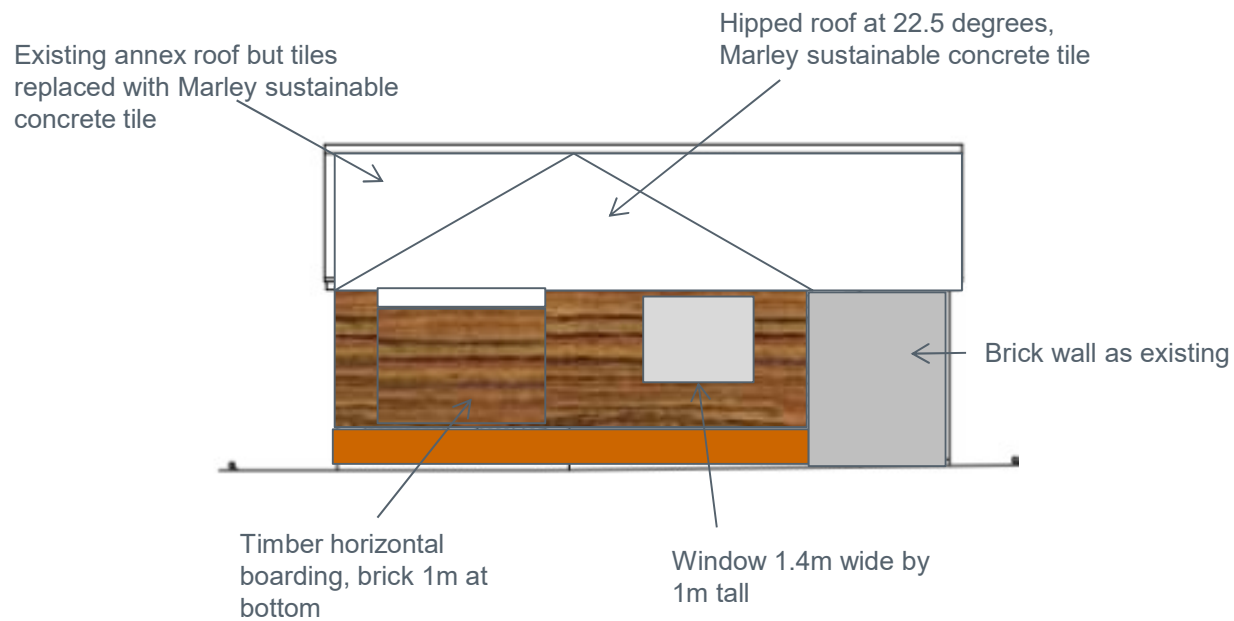 Existing annex roof but tiles
replaced with Marley sustainable
concrete tile
Hipped roof at 22.5 degrees,
Marley sustainable concrete tile
Brick wall as existing
Timber horizontal
boarding, brick 1m at
bottom
Window 1.4m wide by
1m tall